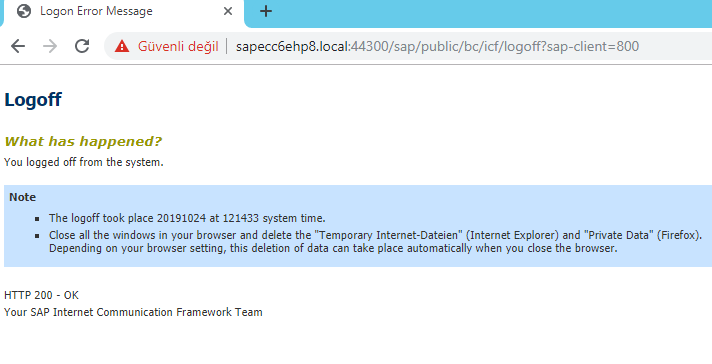 Logon Error Message
Güvenli değil
sapecc6ehp8.local:44300/sap/public/bc/icf/logoff?sap-client=800
Logoff
What has happened?
You logged off from the system.
Note
The logoff took place 20191024 at 121433 system time.
Close all the windows in your browser and delete the "Temporary Internet-Dateien" (Internet Explorer) and "Private Data" (Firefox).
Depending on your browser setting, this deletion of data can take place automatically when you close the browser.
HTTP 200 - OK
Your SAP Internet Communication Framework Team